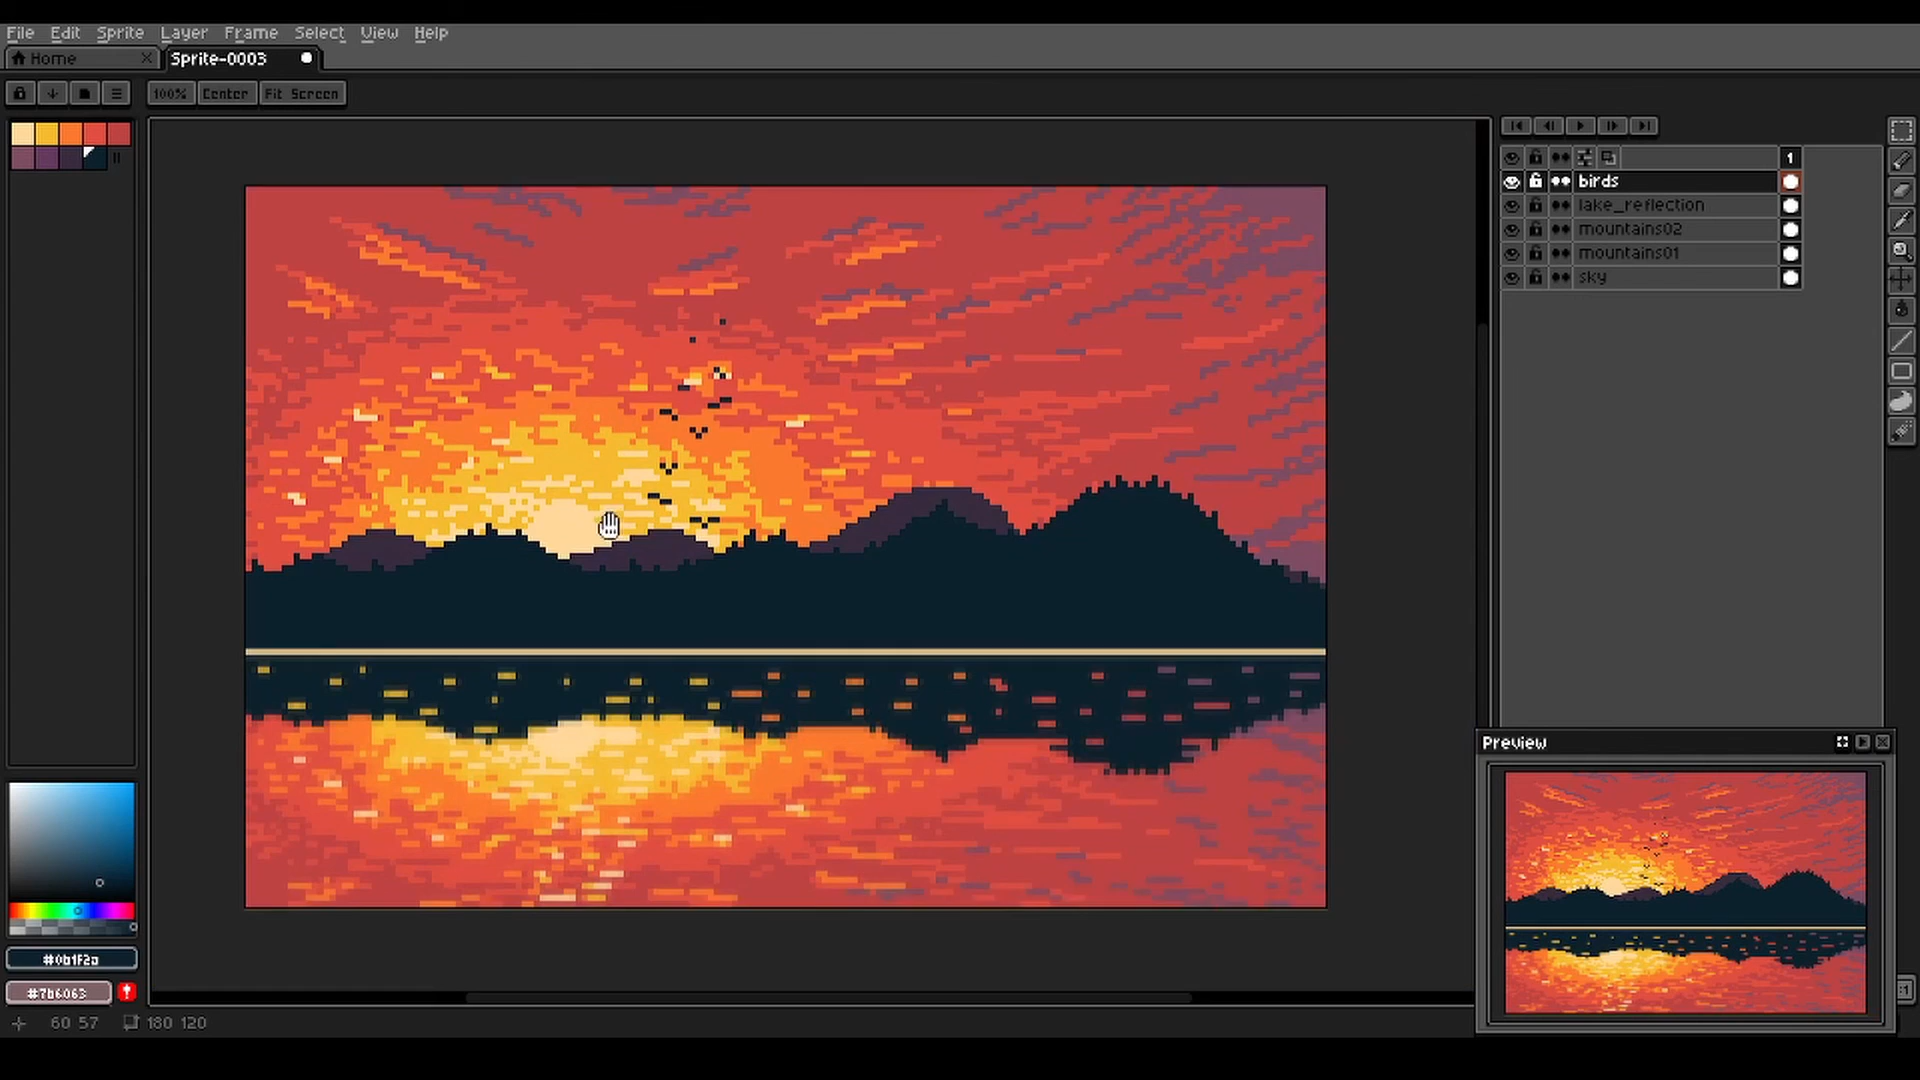 File Edit Sprite Layer Frame Select View Help
Home Sprite-0003
100% Center Fit Screen
1
birds
lake_reflection
mountains02
mountains01
sky
Preview
#0b1f2a
#7b6063
60 57 180 120